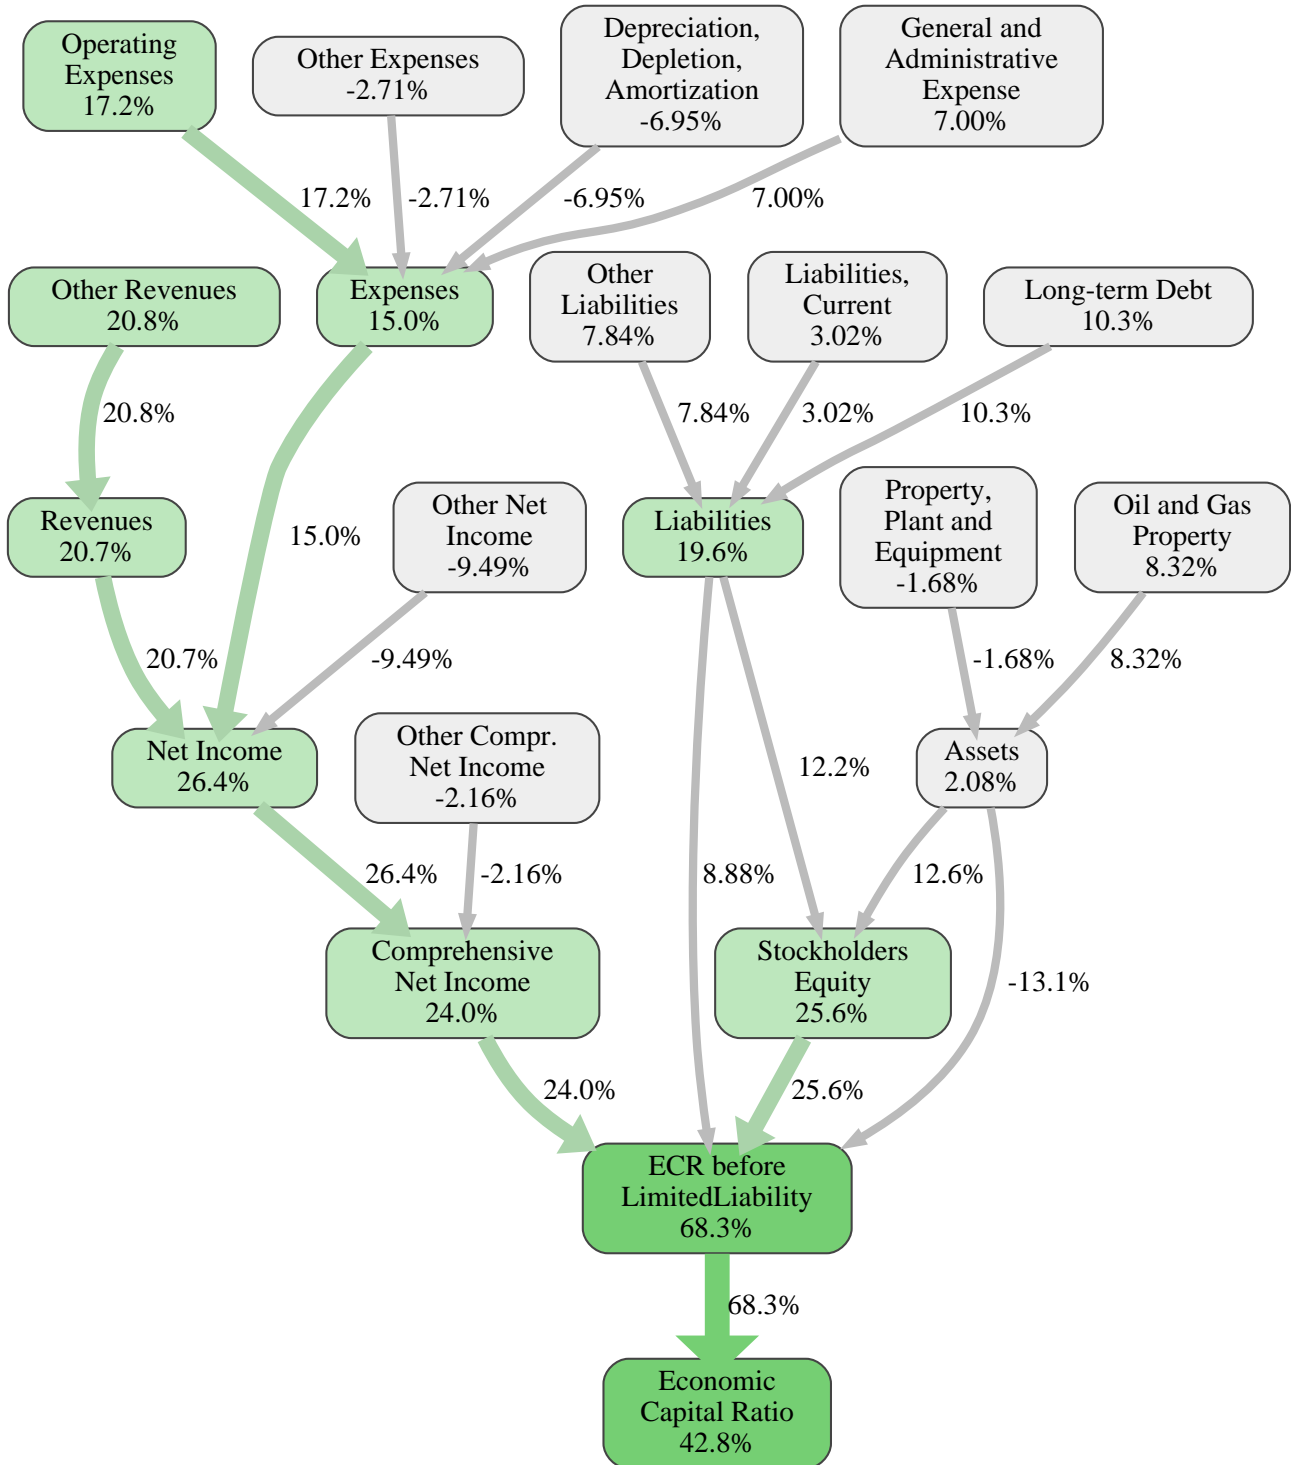 Operating
Expenses
17.2%
Other Expenses
-2.71%
Depreciation,
Depletion,
Amortization
-6.95%
General and
Administrative
Expense
7.00%
17.2%
-2.71%
-6.95%
7.00%
Other Revenues
20.8%
Expenses
15.0%
Other
Liabilities
7.84%
Liabilities,
Current
3.02%
Long-term Debt
10.3%
20.8%
7.84%
3.02%
10.3%
Revenues
20.7%
15.0%
Other Net
Income
-9.49%
Liabilities
19.6%
Property,
Plant and
Equipment
-1.68%
Oil and Gas
Property
8.32%
20.7%
-9.49%
-1.68%
8.32%
Net Income
26.4%
Other Compr.
Net Income
-2.16%
12.2%
Assets
2.08%
26.4%
-2.16%
8.88%
12.6%
Comprehensive
Net Income
24.0%
Stockholders
Equity
25.6%
-13.1%
24.0%
25.6%
ECR before
LimitedLiability
68.3%
68.3%
Economic
Capital Ratio
42.8%